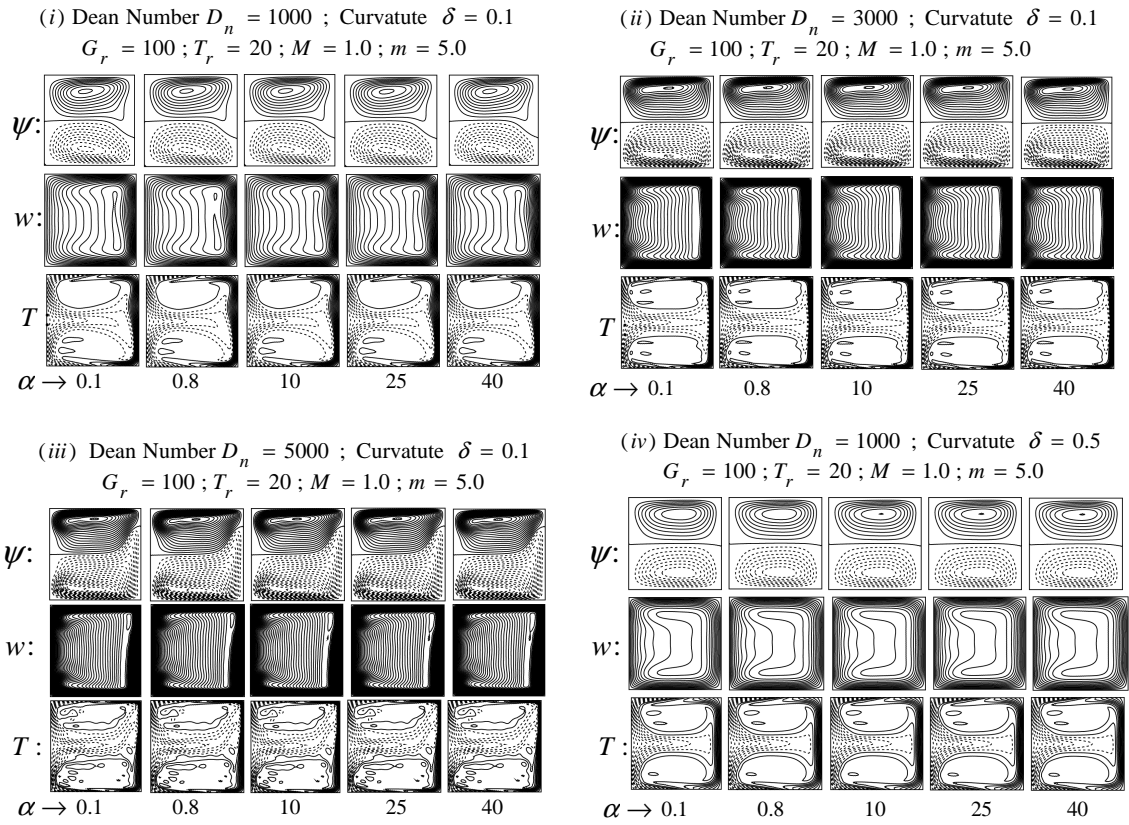 (i) Dean Number D_n = 1000 ; Curvatute δ = 0.1
G_r = 100 ; T_r = 20 ; M = 1.0 ; m = 5.0
ψ:
w:
T
α → 0.1 0.8 10 25 40
(ii) Dean Number D_n = 3000 ; Curvatute δ = 0.1
G_r = 100 ; T_r = 20 ; M = 1.0 ; m = 5.0
ψ:
w:
T
α → 0.1 0.8 10 25 40
(iii) Dean Number D_n = 5000 ; Curvatute δ = 0.1
G_r = 100 ; T_r = 20 ; M = 1.0 ; m = 5.0
ψ:
w:
T :
α → 0.1 0.8 10 25 40
(iv) Dean Number D_n = 1000 ; Curvatute δ = 0.5
G_r = 100 ; T_r = 20 ; M = 1.0 ; m = 5.0
ψ:
w:
T :
α → 0.1 0.8 10 25 40